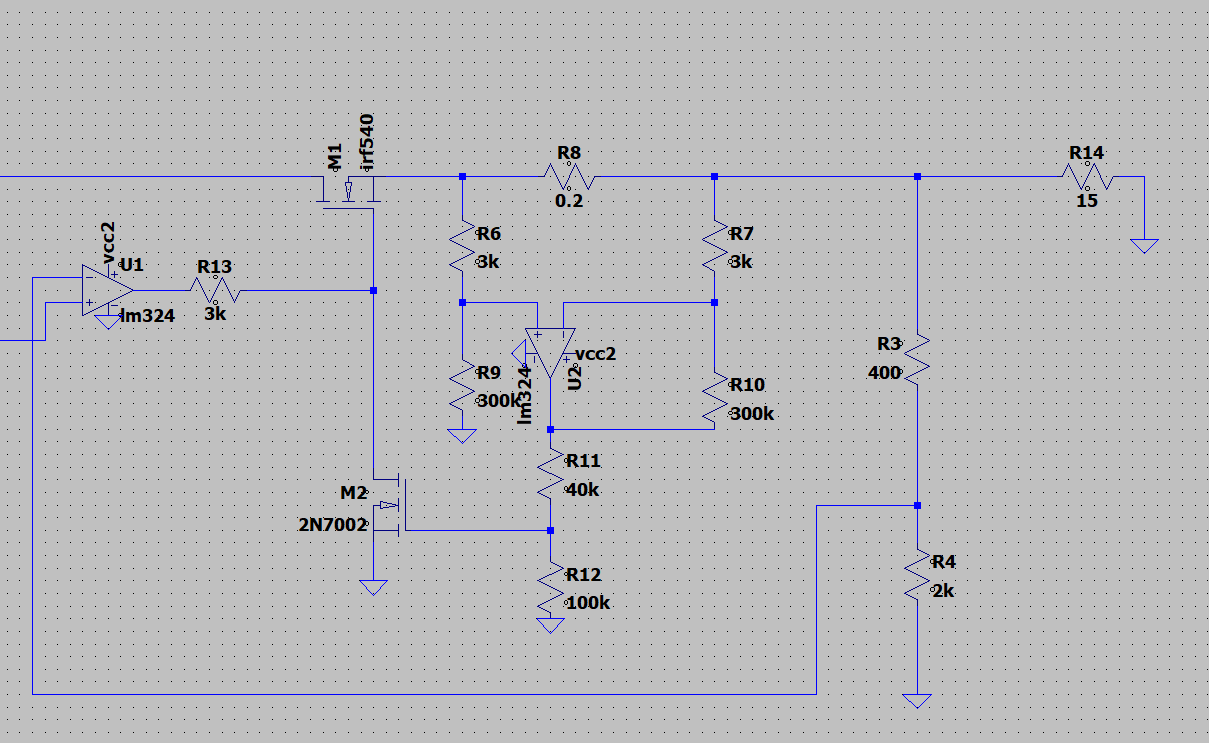 M1
irf540
R8
0.2
R14
15
vcc2
U1
lm324
R13
3k
R6
3k
R7
3k
vcc2
U2
lm324
R9
300k
R10
300k
R3
400
R11
40k
M2
2N7002
R12
100k
R4
2k